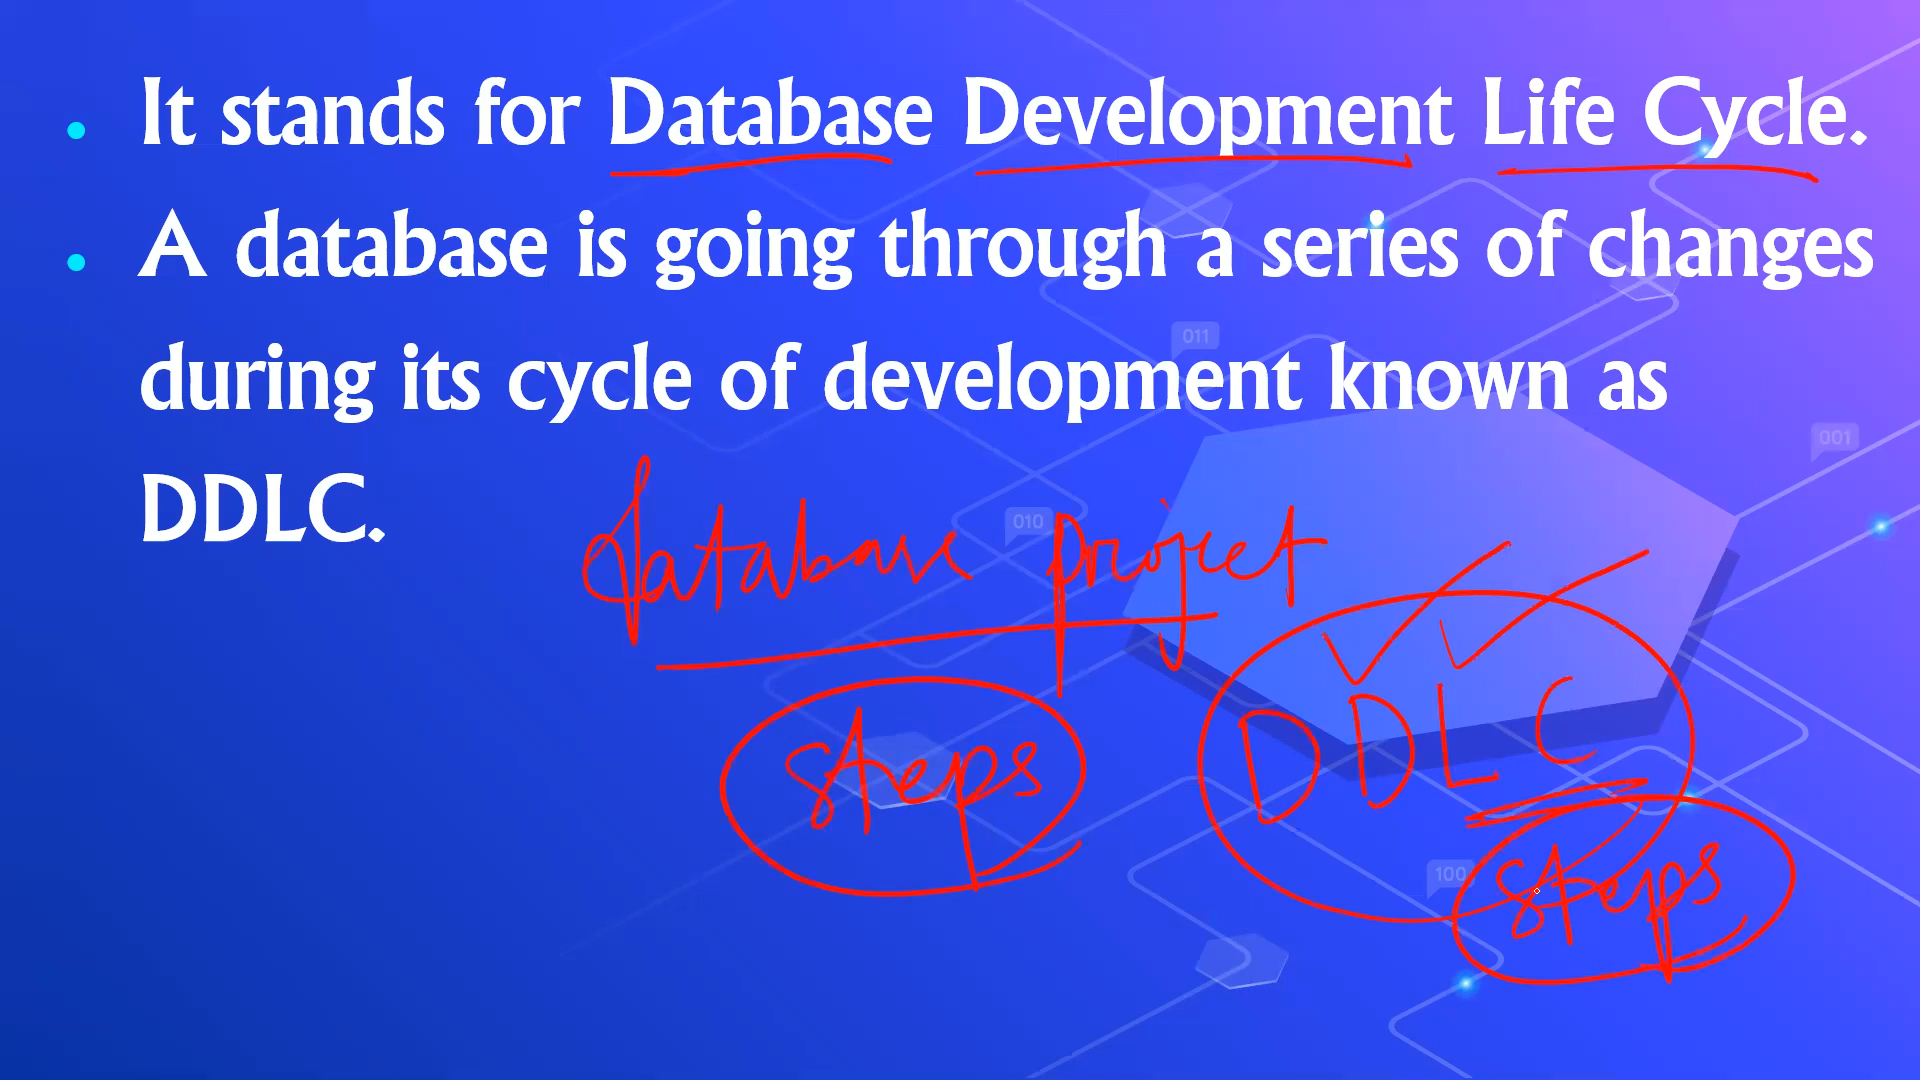 It stands for Database Development Life Cycle.
A database is going through a series of changes
during its cycle of development known as
DDLC.
Database project
steps
DDLC
steps
011
001
010
100